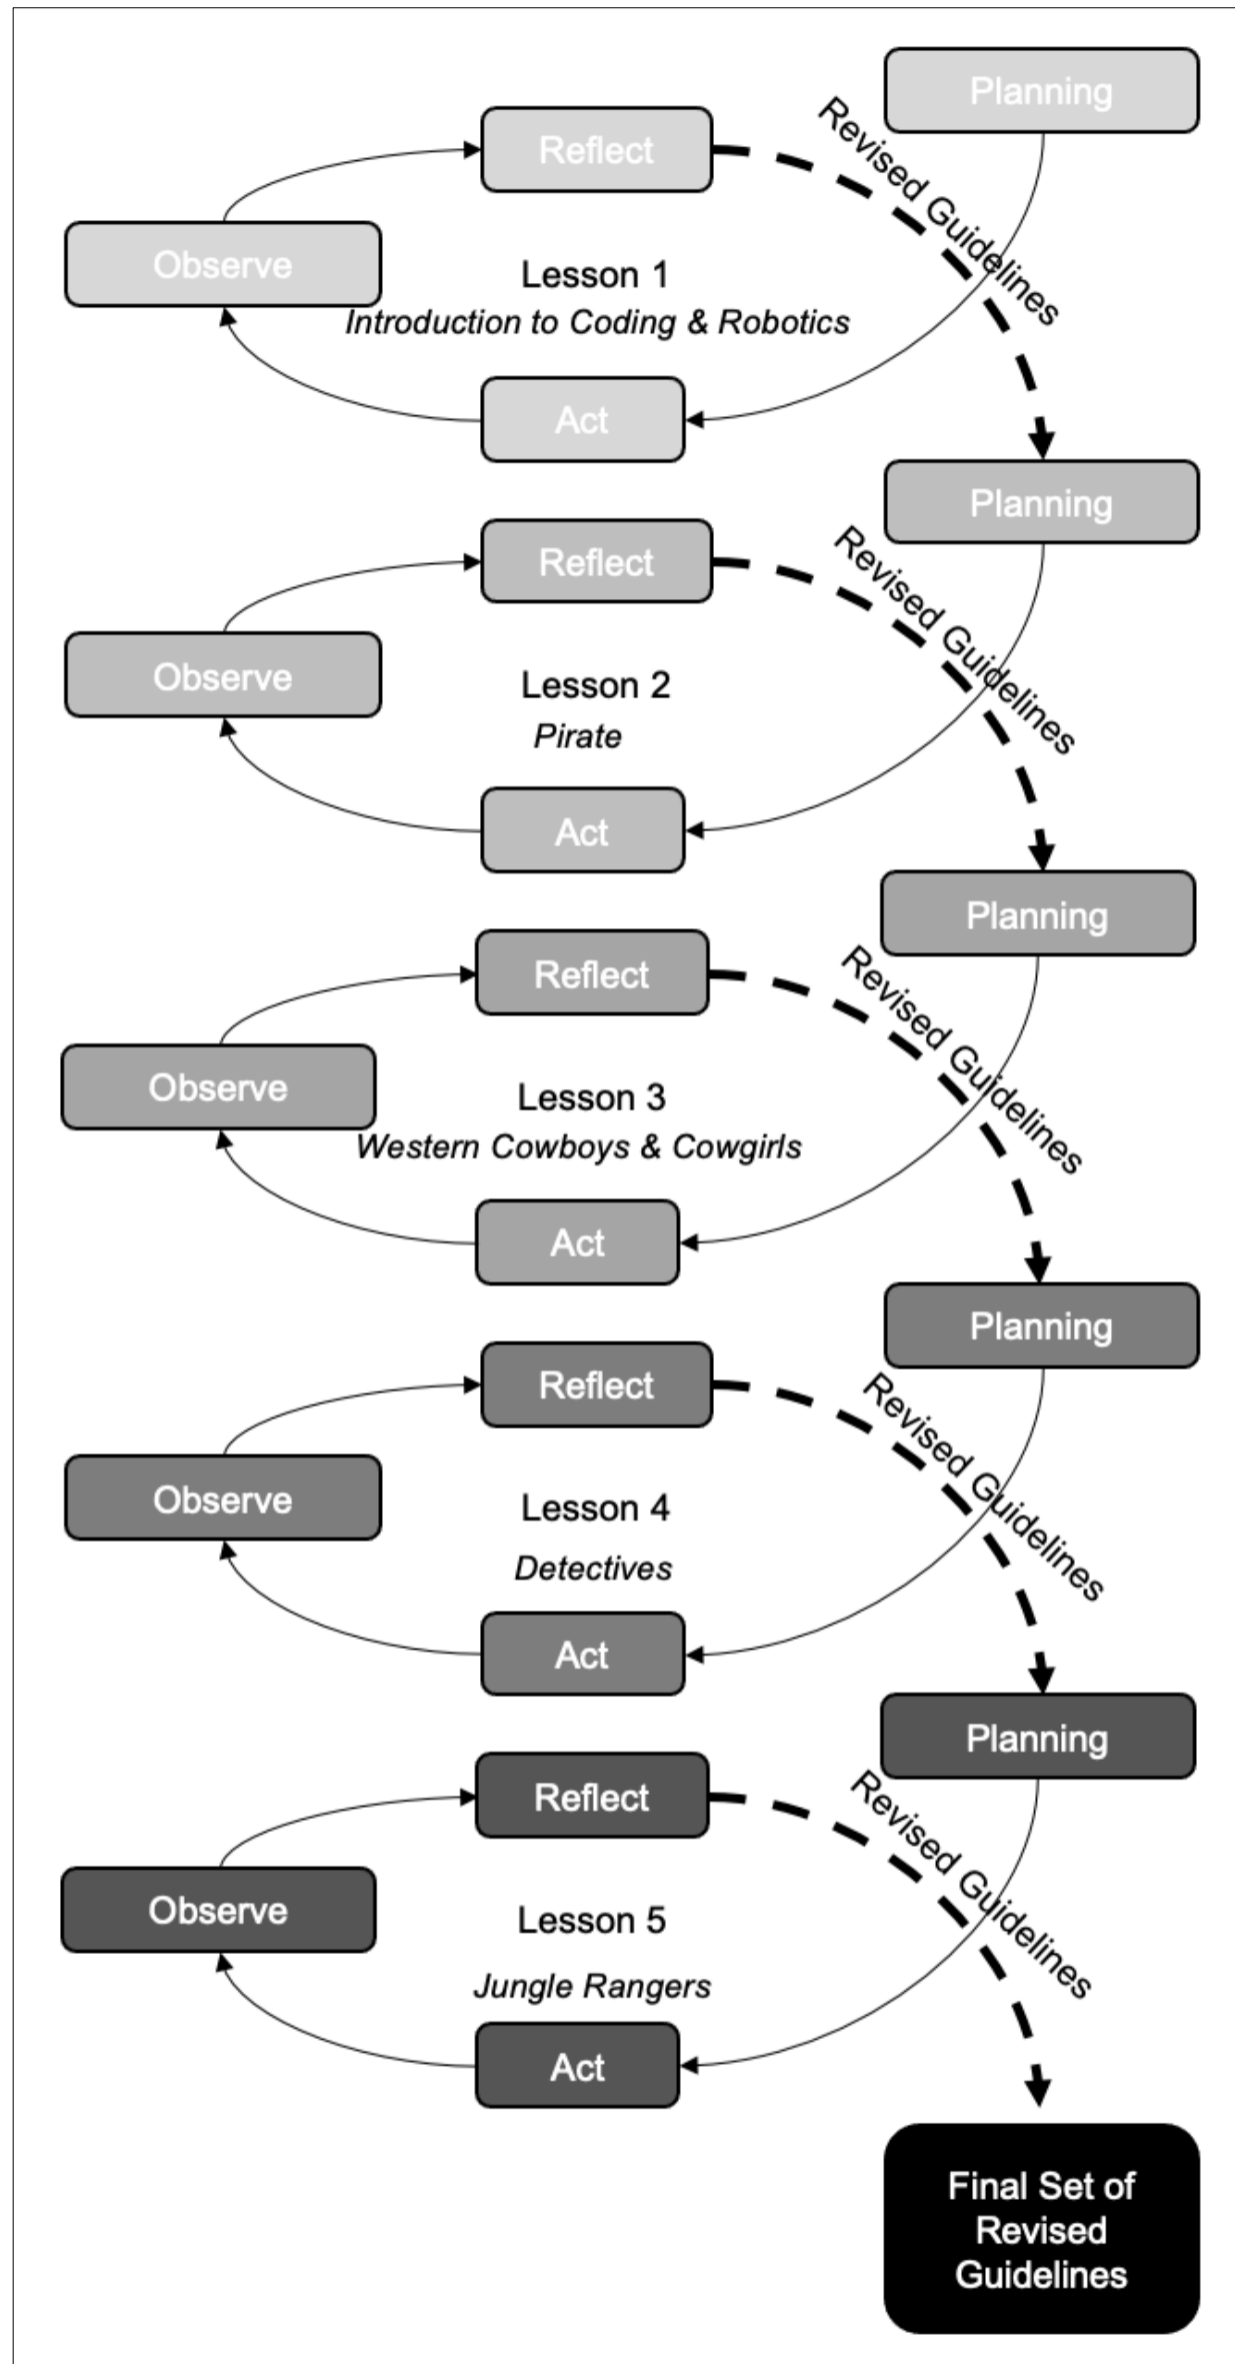 Planning
Reflect
Revised Guidelines
Observe
Lesson 1
Introduction to Coding & Robotics
Act
Planning
Reflect
Revised Guidelines
Observe
Lesson 2
Pirate
Act
Planning
Reflect
Revised Guidelines
Observe
Lesson 3
Western Cowboys & Cowgirls
Act
Planning
Reflect
Revised Guidelines
Observe
Lesson 4
Detectives
Act
Planning
Reflect
Revised Guidelines
Observe
Lesson 5
Jungle Rangers
Act
Final Set of
Revised
Guidelines